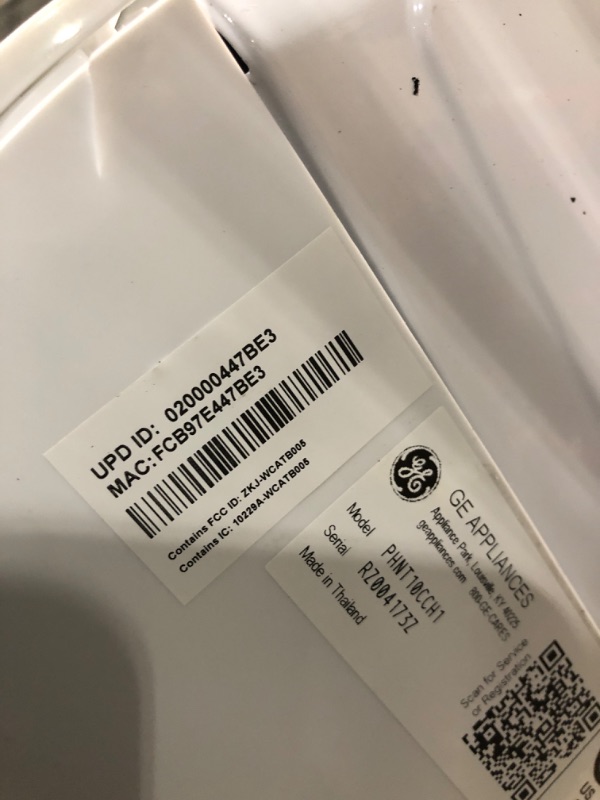 UPD ID: 020000447BE3
MAC:FCB97E447BE3
Contains FCC ID: ZKJ-WCATB005
Contains IC: 10229A-WCATB005
GE APPLIANCES
Appliance Park, Louisville, KY 40225
geappliances.com 800-GE-CARES
Model PHNT10CCH1
Serial RZ004173Z
Made in Thailand
Scan for Service
or Registration
US